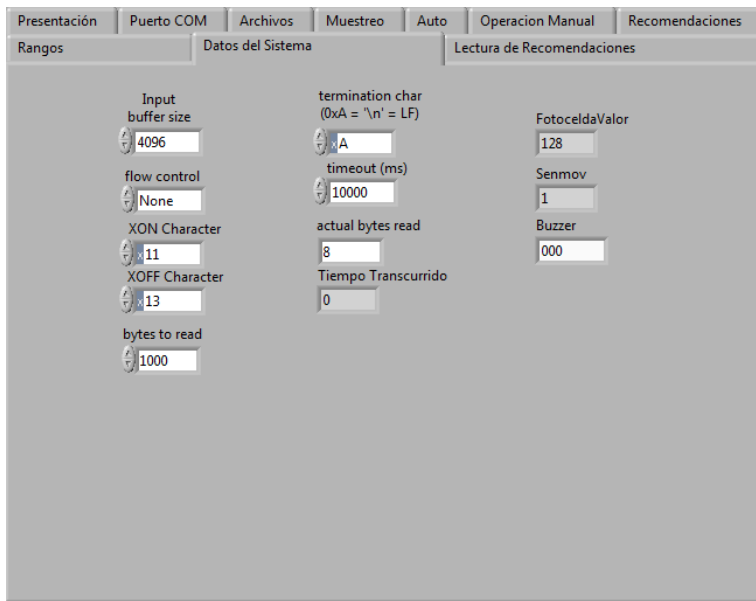 Presentación
Puerto COM
Archivos
Muestreo
Auto
Operacion Manual
Recomendaciones
Rangos
Datos del Sistema
Lectura de Recomendaciones
Input
buffer size
4096
flow control
None
XON Character
x 11
XOFF Character
x 13
bytes to read
1000
termination char
(0xA = '\n' = LF)
x A
timeout (ms)
10000
actual bytes read
8
Tiempo Transcurrido
0
FotoceldaValor
128
Senmov
1
Buzzer
000